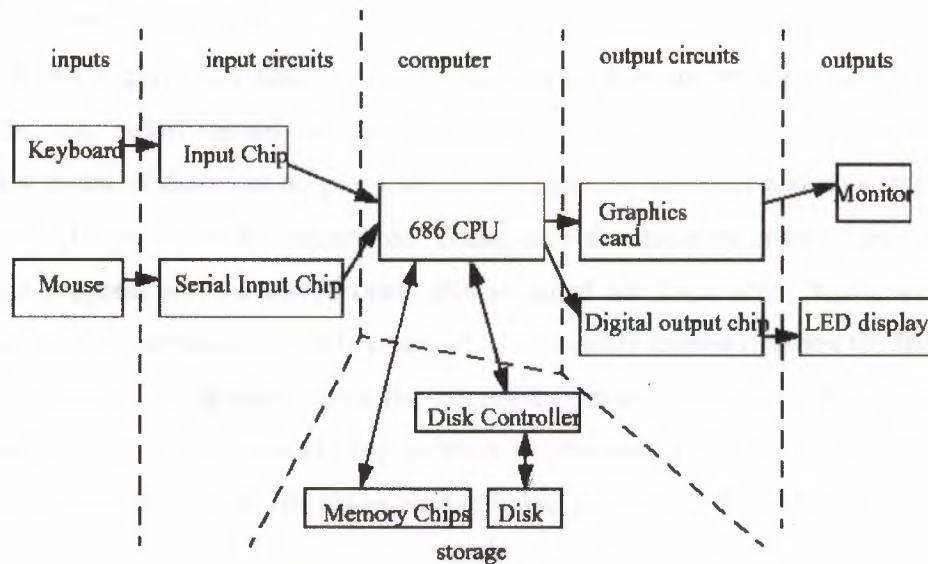 inputs
input circuits
computer
output circuits
outputs
Keyboard
Input Chip
686 CPU
Graphics
card
Monitor
Mouse
Serial Input Chip
Digital output chip
LED display
Disk Controller
Memory Chips
Disk
storage